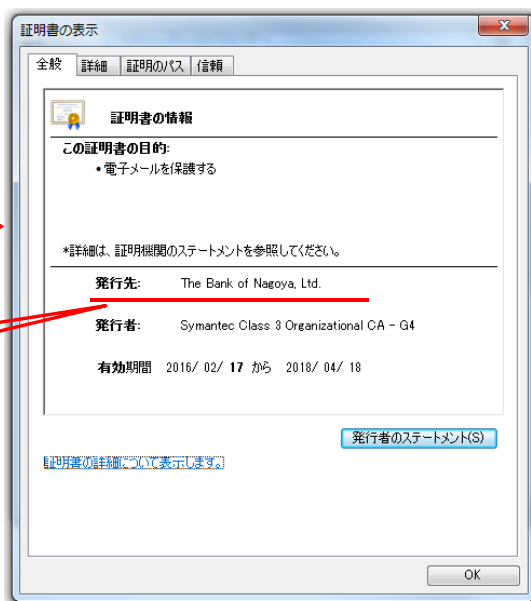 証明書の表示
全般 詳細 証明のパス 信頼
証明書の情報
この証明書の目的:
•電子メールを保護する
*詳細は、証明機関のステートメントを参照してください。
発行先: The Bank of Nagoya, Ltd.
発行者: Symantec Class 3 Organizational CA - G4
有効期間 2016/ 02/ 17 から 2018/ 04/ 18
発行者のステートメント(S)
証明書の詳細について表示します。
OK